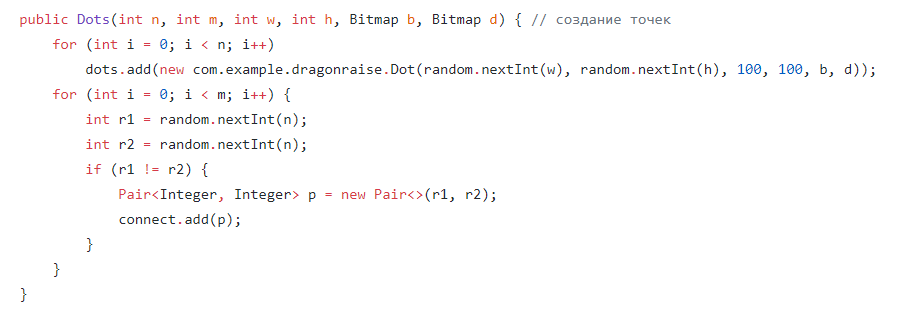 public Dots(int n, int m, int w, int h, Bitmap b, Bitmap d) { // создание точек
    for (int i = 0; i < n; i++)
        dots.add(new com.example.dragonraise.Dot(random.nextInt(w), random.nextInt(h), 100, 100, b, d));
    for (int i = 0; i < m; i++) {
        int r1 = random.nextInt(n);
        int r2 = random.nextInt(n);
        if (r1 != r2) {
            Pair<Integer, Integer> p = new Pair<>(r1, r2);
            connect.add(p);
        }
    }
}